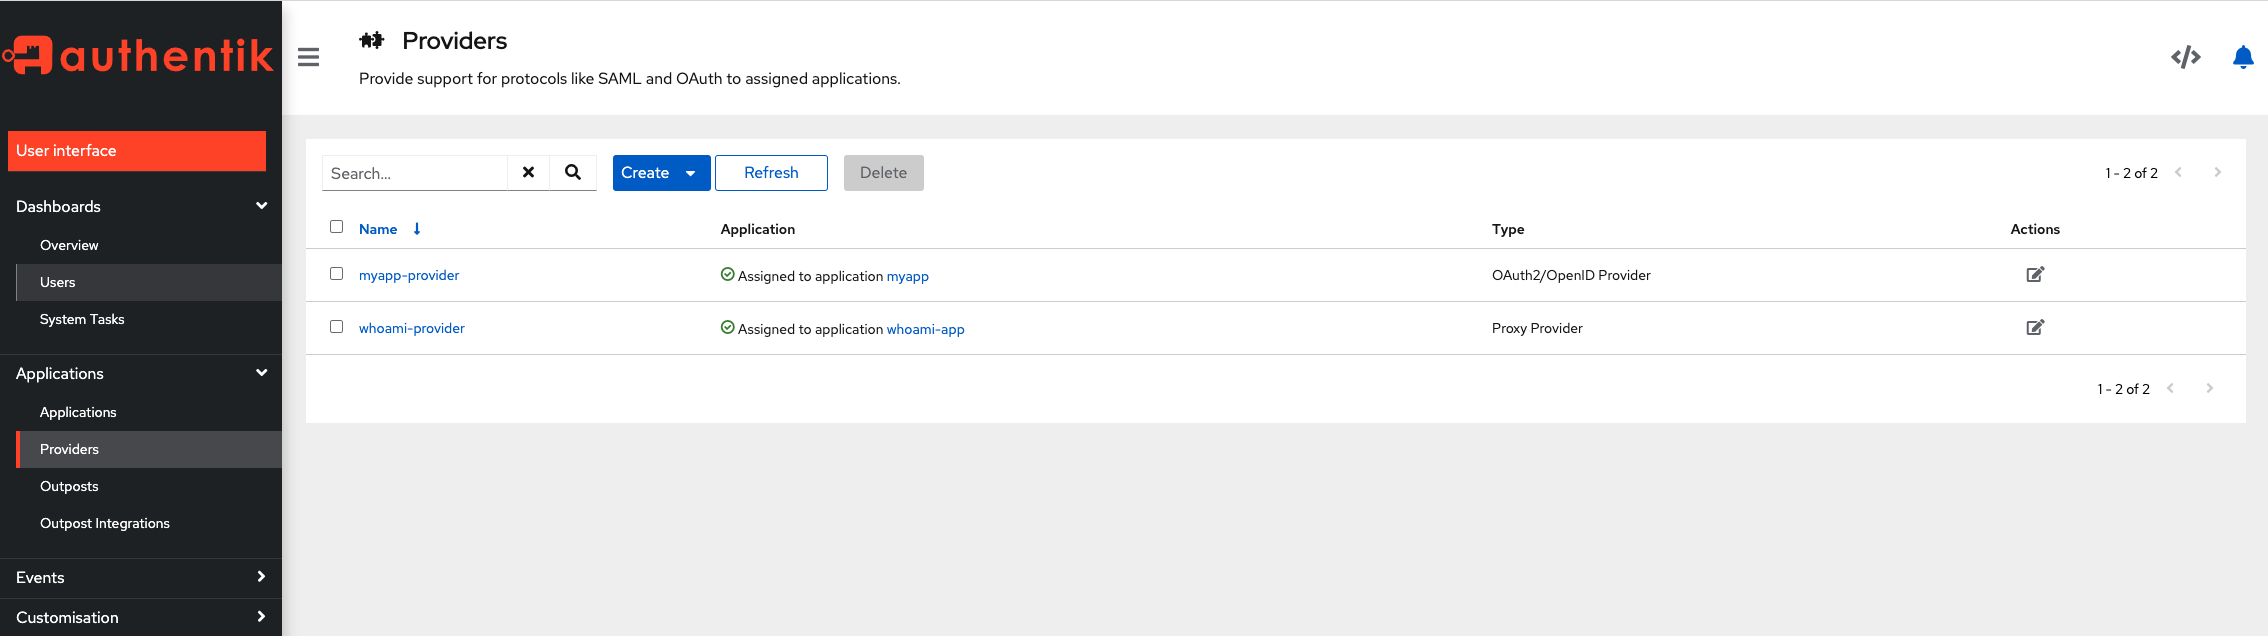 authentik
User interface
Dashboards
Overview
Users
System Tasks
Applications
Applications
Providers
Outposts
Outpost Integrations
Events
Customisation
Providers
Provide support for protocols like SAML and OAuth to assigned applications.
Search... Create Refresh Delete 1 - 2 of 2
Name Application Type Actions
myapp-provider Assigned to application myapp OAuth2/OpenID Provider
whoami-provider Assigned to application whoami-app Proxy Provider
1 - 2 of 2